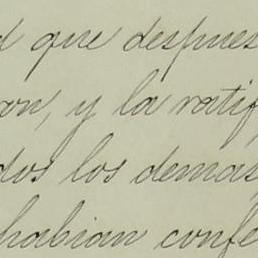 d que despues
on, y la ratif
dos los demas
habian confe